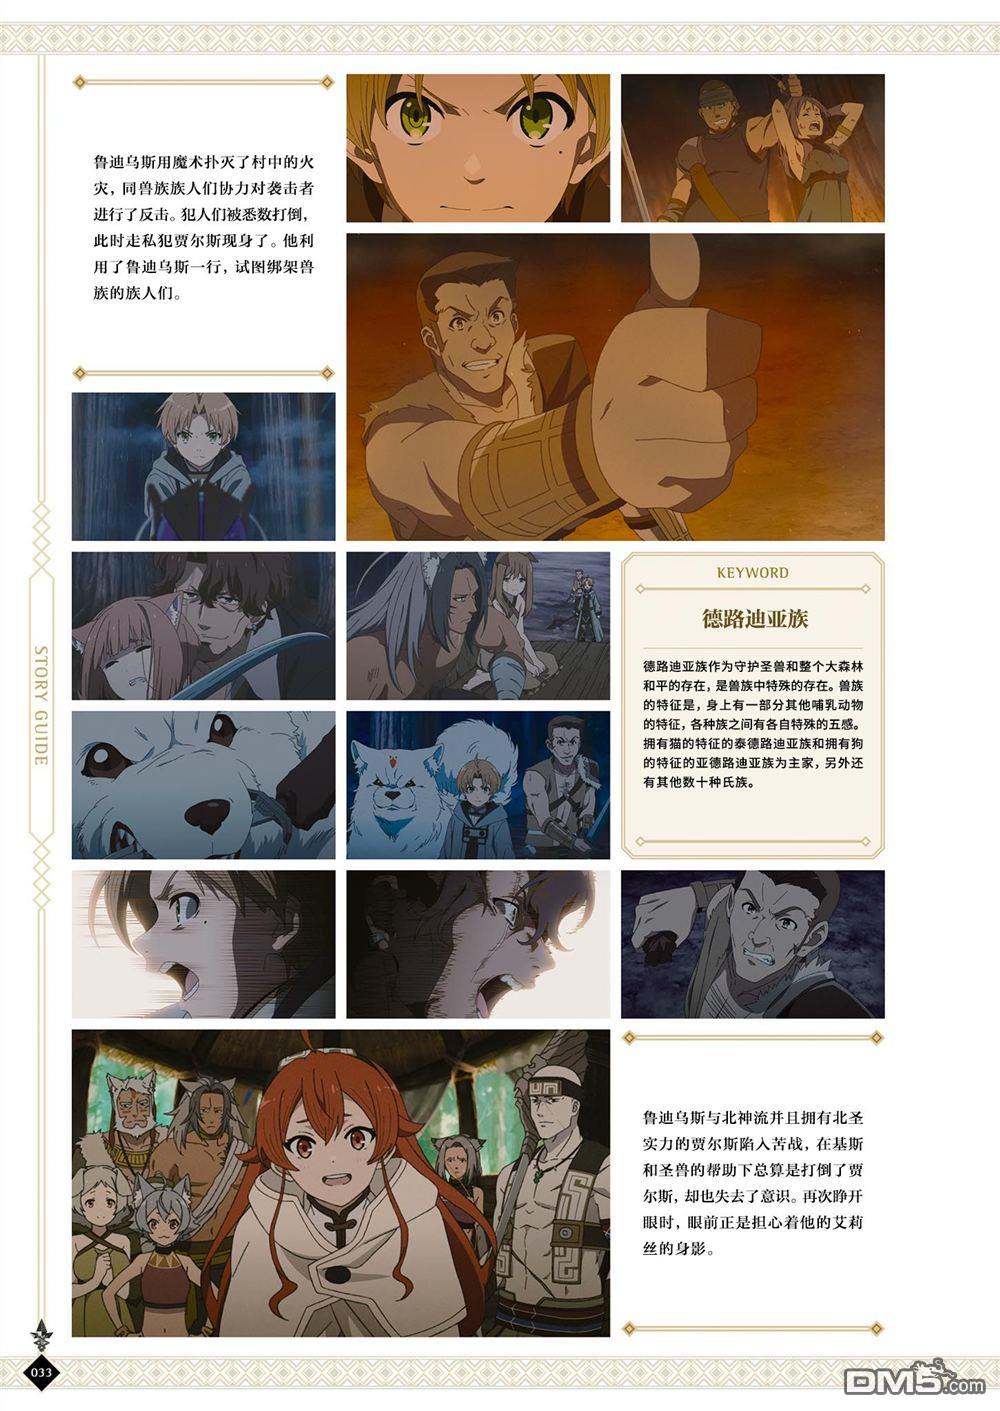 鲁迪乌斯用魔术扑灭了村中的火
灾，同兽族族人们协力对袭击者
进行了反击。犯人们被悉数打倒，
此时走私犯贾尔斯现身了。他利
用了鲁迪乌斯一行，试图绑架兽
族的族人们。
KEYWORD
德路迪亚族
德路迪亚族作为守护圣兽和整个大森林
和平的存在，是兽族中特殊的存在。兽族
的特征是，身上有一部分其他哺乳动物
的特征，各种族之间有各自特殊的五感。
拥有猫的特征的泰德路迪亚族和拥有狗
的特征的亚德路迪亚族为主家，另外还
有其他数十种氏族。
STORY GUIDE
鲁迪乌斯与北神流并且拥有北圣
实力的贾尔斯陷入苦战，在基斯
和圣兽的帮助下总算是打倒了贾
尔斯，却也失去了意识。再次睁开
眼时，眼前正是担心着他的艾莉
丝的身影。
033
DM5.com